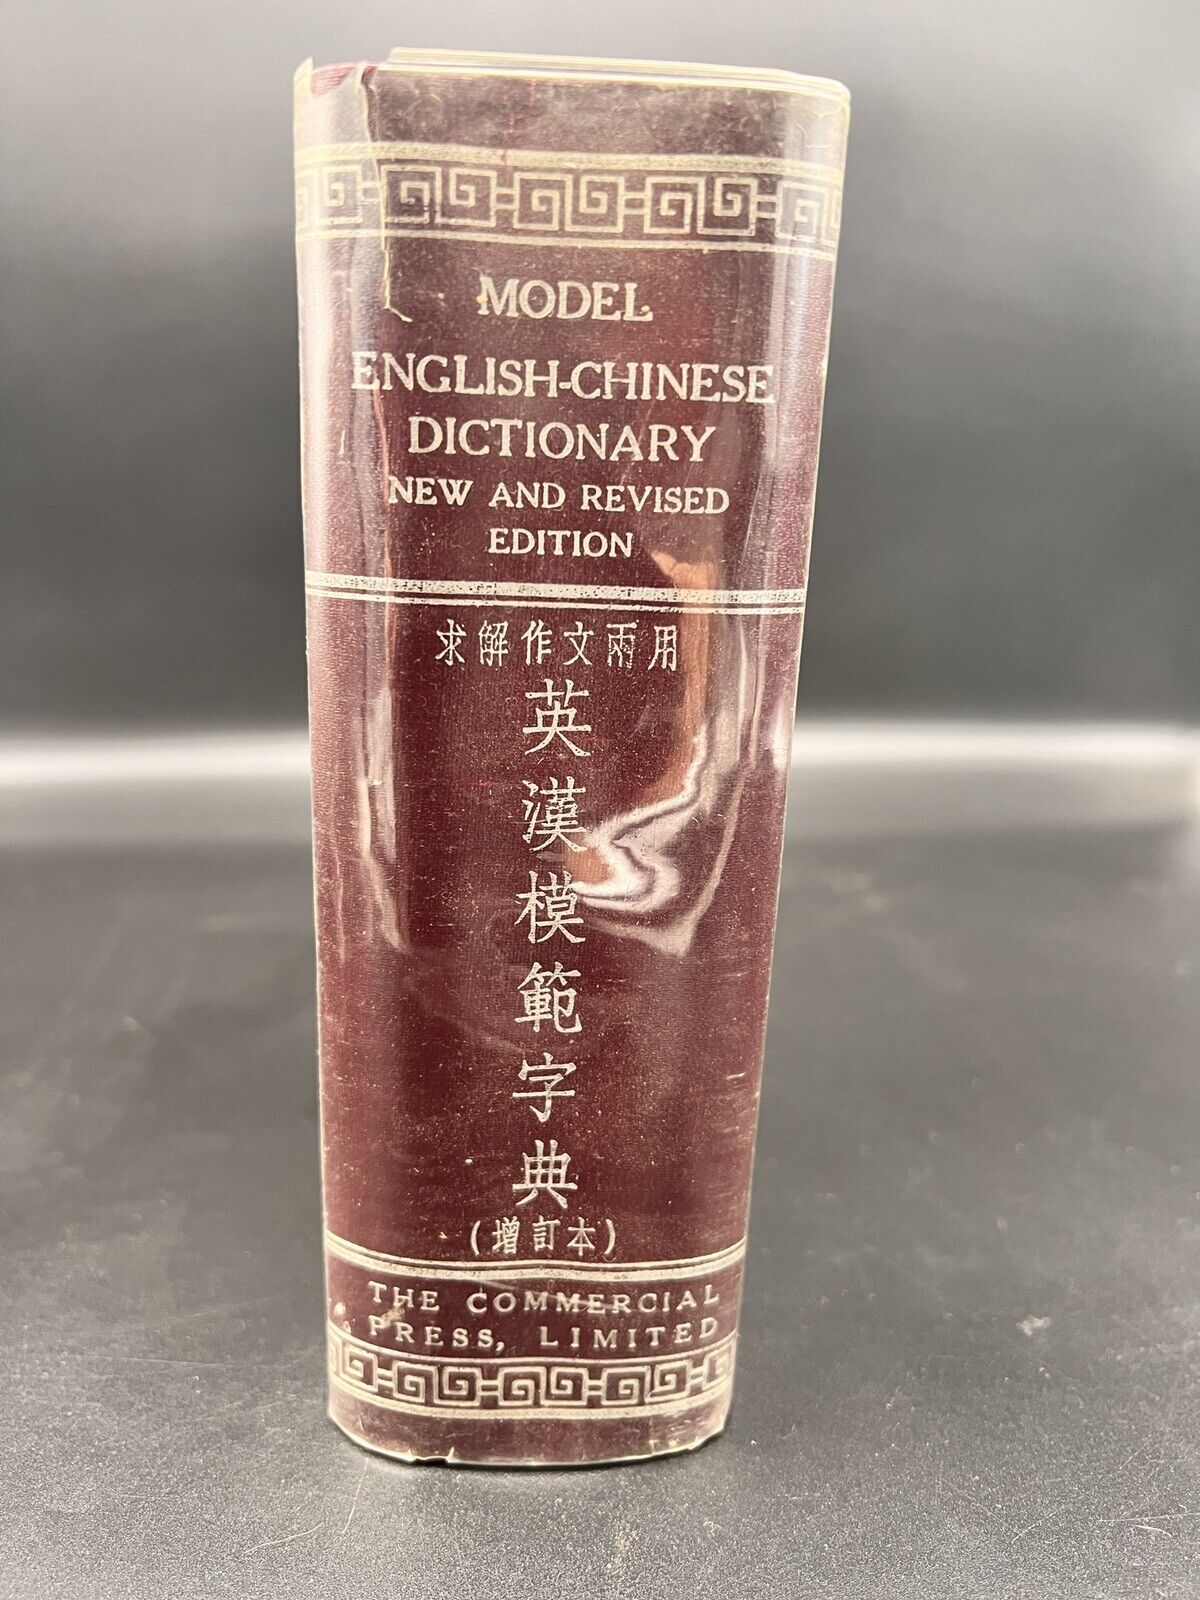 MODEL
ENGLISH-CHINESE
DICTIONARY
NEW AND REVISED
EDITION
求解作文兩用
英漢模範字典
(增訂本)
THE COMMERCIAL
PRESS, LIMITED